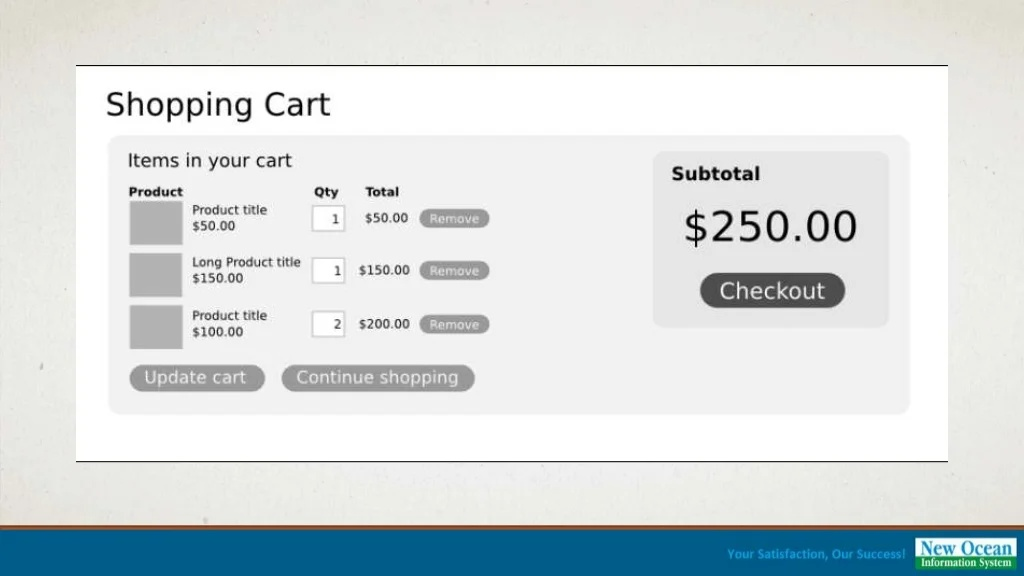 Shopping Cart
Items in your cart
Product Qty Total
Product title
$50.00
1 $50.00 Remove
Long Product title
$150.00
1 $150.00 Remove
Product title
$100.00
2 $200.00 Remove
Update cart Continue shopping
Subtotal
$250.00
Checkout
Your Satisfaction, Our Success!
New Ocean
Information System